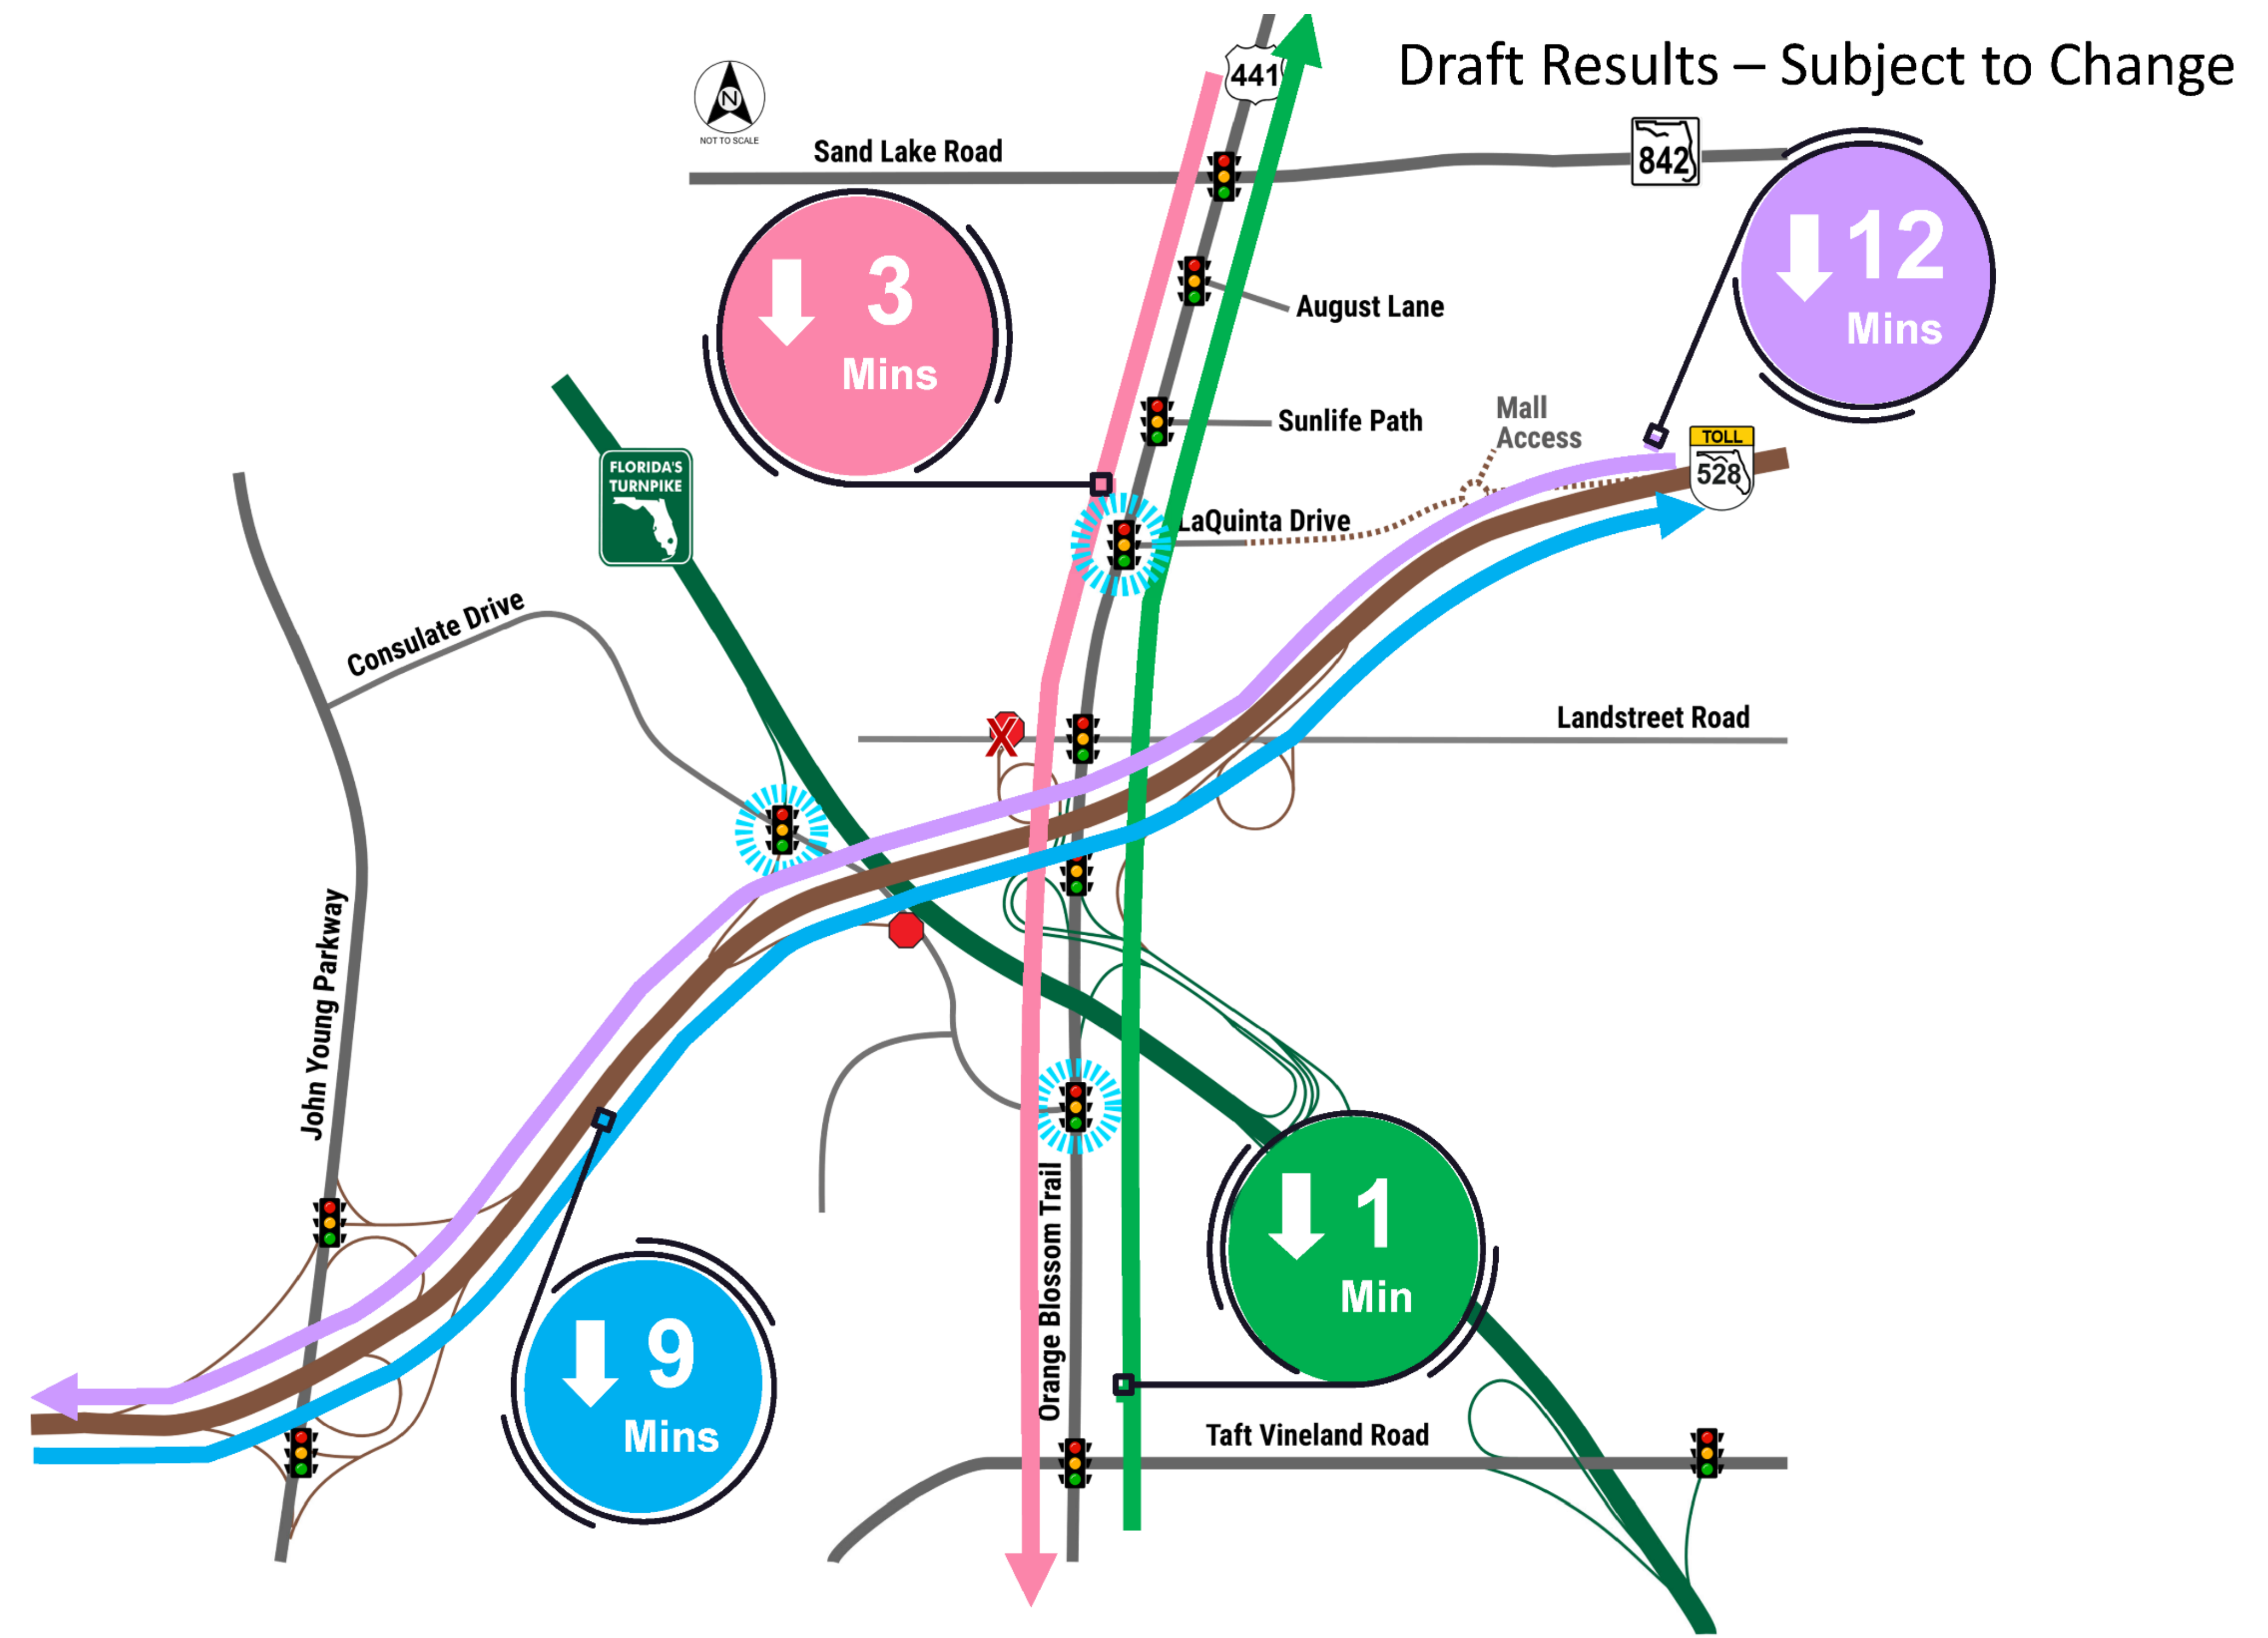 Draft Results – Subject to Change
441
N
NOT TO SCALE
Sand Lake Road
842
12
Mins
3
Mins
August Lane
Sunlife Path
Mall
Access
TOLL
528
FLORIDA'S
TURNPIKE
LaQuinta Drive
Consulate Drive
Landstreet Road
X
John Young Parkway
Orange Blossom Trail
1
Min
9
Mins
Taft Vineland Road